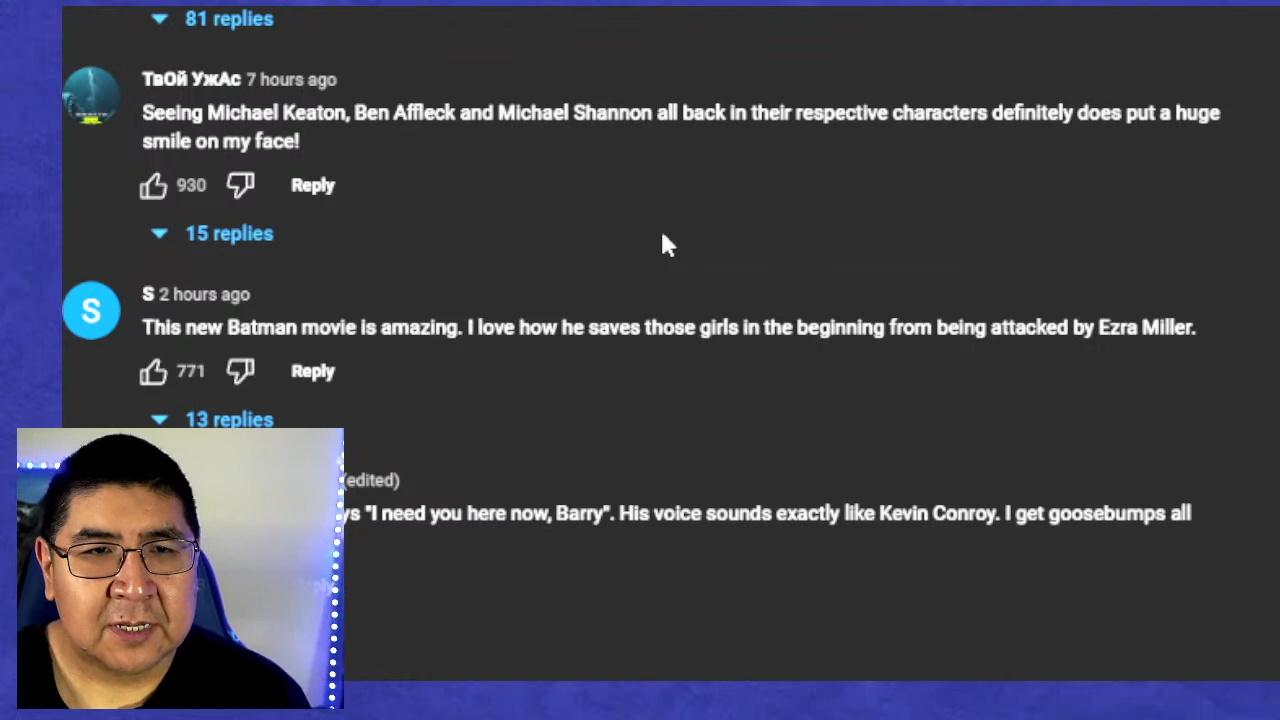 81 replies
ТвОй УжАс 7 hours ago
Seeing Michael Keaton, Ben Affleck and Michael Shannon all back in their respective characters definitely does put a huge
smile on my face!
930 Reply
15 replies
S
S 2 hours ago
This new Batman movie is amazing. I love how he saves those girls in the beginning from being attacked by Ezra Miller.
771 Reply
13 replies
(edited)
"I need you here now, Barry". His voice sounds exactly like Kevin Conroy. I get goosebumps all